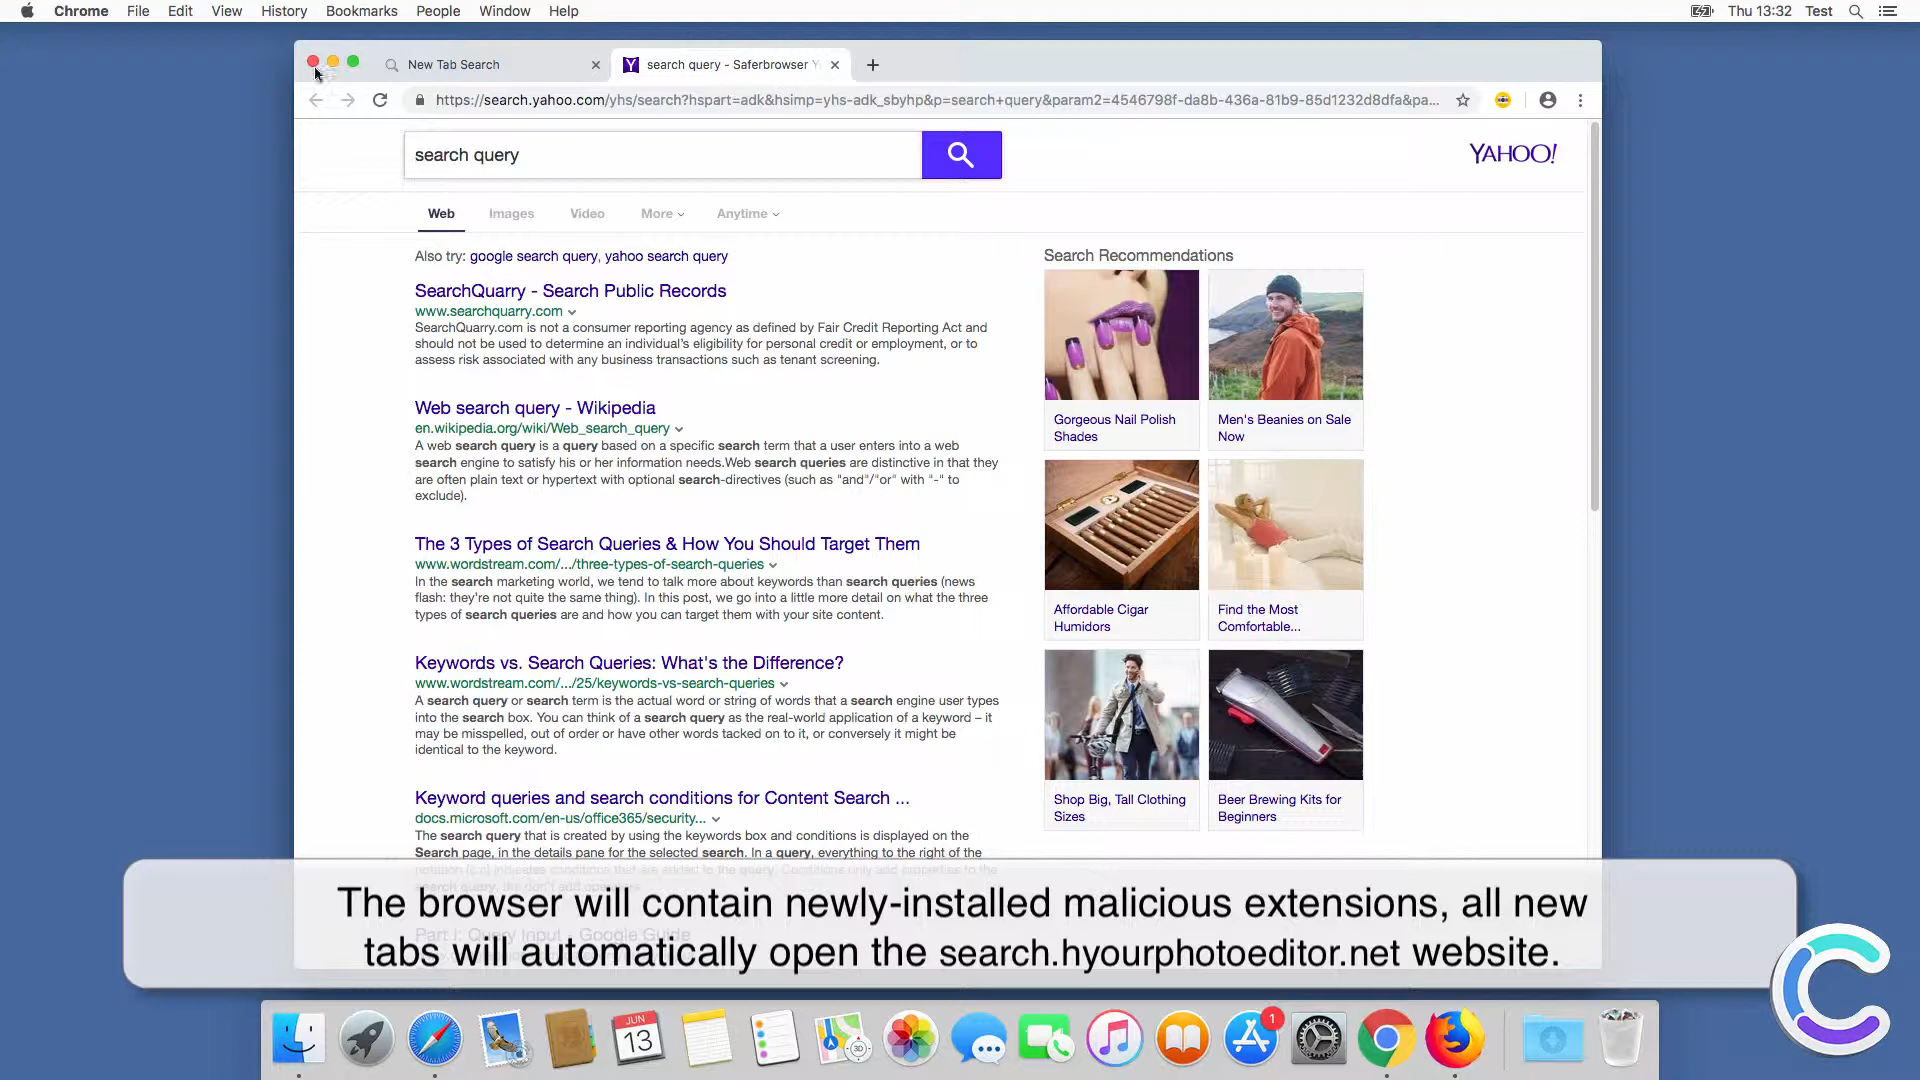 Chrome File Edit View History Bookmarks People Window Help Thu 13:32 Test
New Tab Search
search query - Saferbrowser Y
https://search.yahoo.com/yhs/search?hspart=adk&hsimp=yhs-adk_sbyhp&p=search+query&param2=4546798f-da8b-436a-81b9-85d1232d8dfa&pa...
search query
YAHOO!
Web Images Video More Anytime
Also try: google search query, yahoo search query
SearchQuarry - Search Public Records
www.searchquarry.com
SearchQuarry.com is not a consumer reporting agency as defined by Fair Credit Reporting Act and
should not be used to determine an individual's eligibility for personal credit or employment, or to
assess risk associated with any business transactions such as tenant screening.
Web search query - Wikipedia
en.wikipedia.org/wiki/Web_search_query
A web search query is a query based on a specific search term that a user enters into a web
search engine to satisfy his or her information needs.Web search queries are distinctive in that they
are often plain text or hypertext with optional search-directives (such as "and"/"or" with "-" to
exclude).
The 3 Types of Search Queries & How You Should Target Them
www.wordstream.com/.../three-types-of-search-queries
In the search marketing world, we tend to talk more about keywords than search queries (news
flash: they're not quite the same thing). In this post, we go into a little more detail on what the three
types of search queries are and how you can target them with your site content.
Keywords vs. Search Queries: What's the Difference?
www.wordstream.com/.../25/keywords-vs-search-queries
A search query or search term is the actual word or string of words that a search engine user types
into the search box. You can think of a search query as the real-world application of a keyword – it
may be misspelled, out of order or have other words tacked on to it, or conversely it might be
identical to the keyword.
Keyword queries and search conditions for Content Search ...
docs.microsoft.com/en-us/office365/security...
The search query that is created by using the keywords box and conditions is displayed on the
Search page, in the details pane for the selected search. In a query, everything to the right of the
Part I: Query Input - Google Guide
Search Recommendations
Gorgeous Nail Polish
Shades
Men's Beanies on Sale
Now
Affordable Cigar
Humidors
Find the Most
Comfortable...
Shop Big, Tall Clothing
Sizes
Beer Brewing Kits for
Beginners
The browser will contain newly-installed malicious extensions, all new
tabs will automatically open the search.hyourphotoeditor.net website.
JUN
13
3D
1